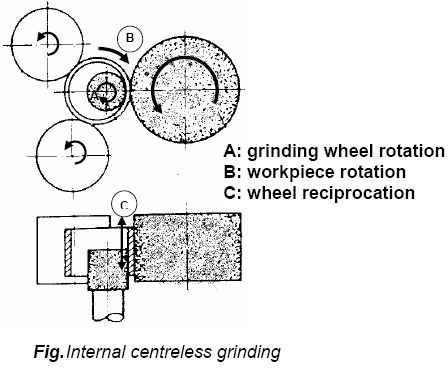 B
A
A: grinding wheel rotation
B: workpiece rotation
C: wheel reciprocation
C
Fig. Internal centreless grinding